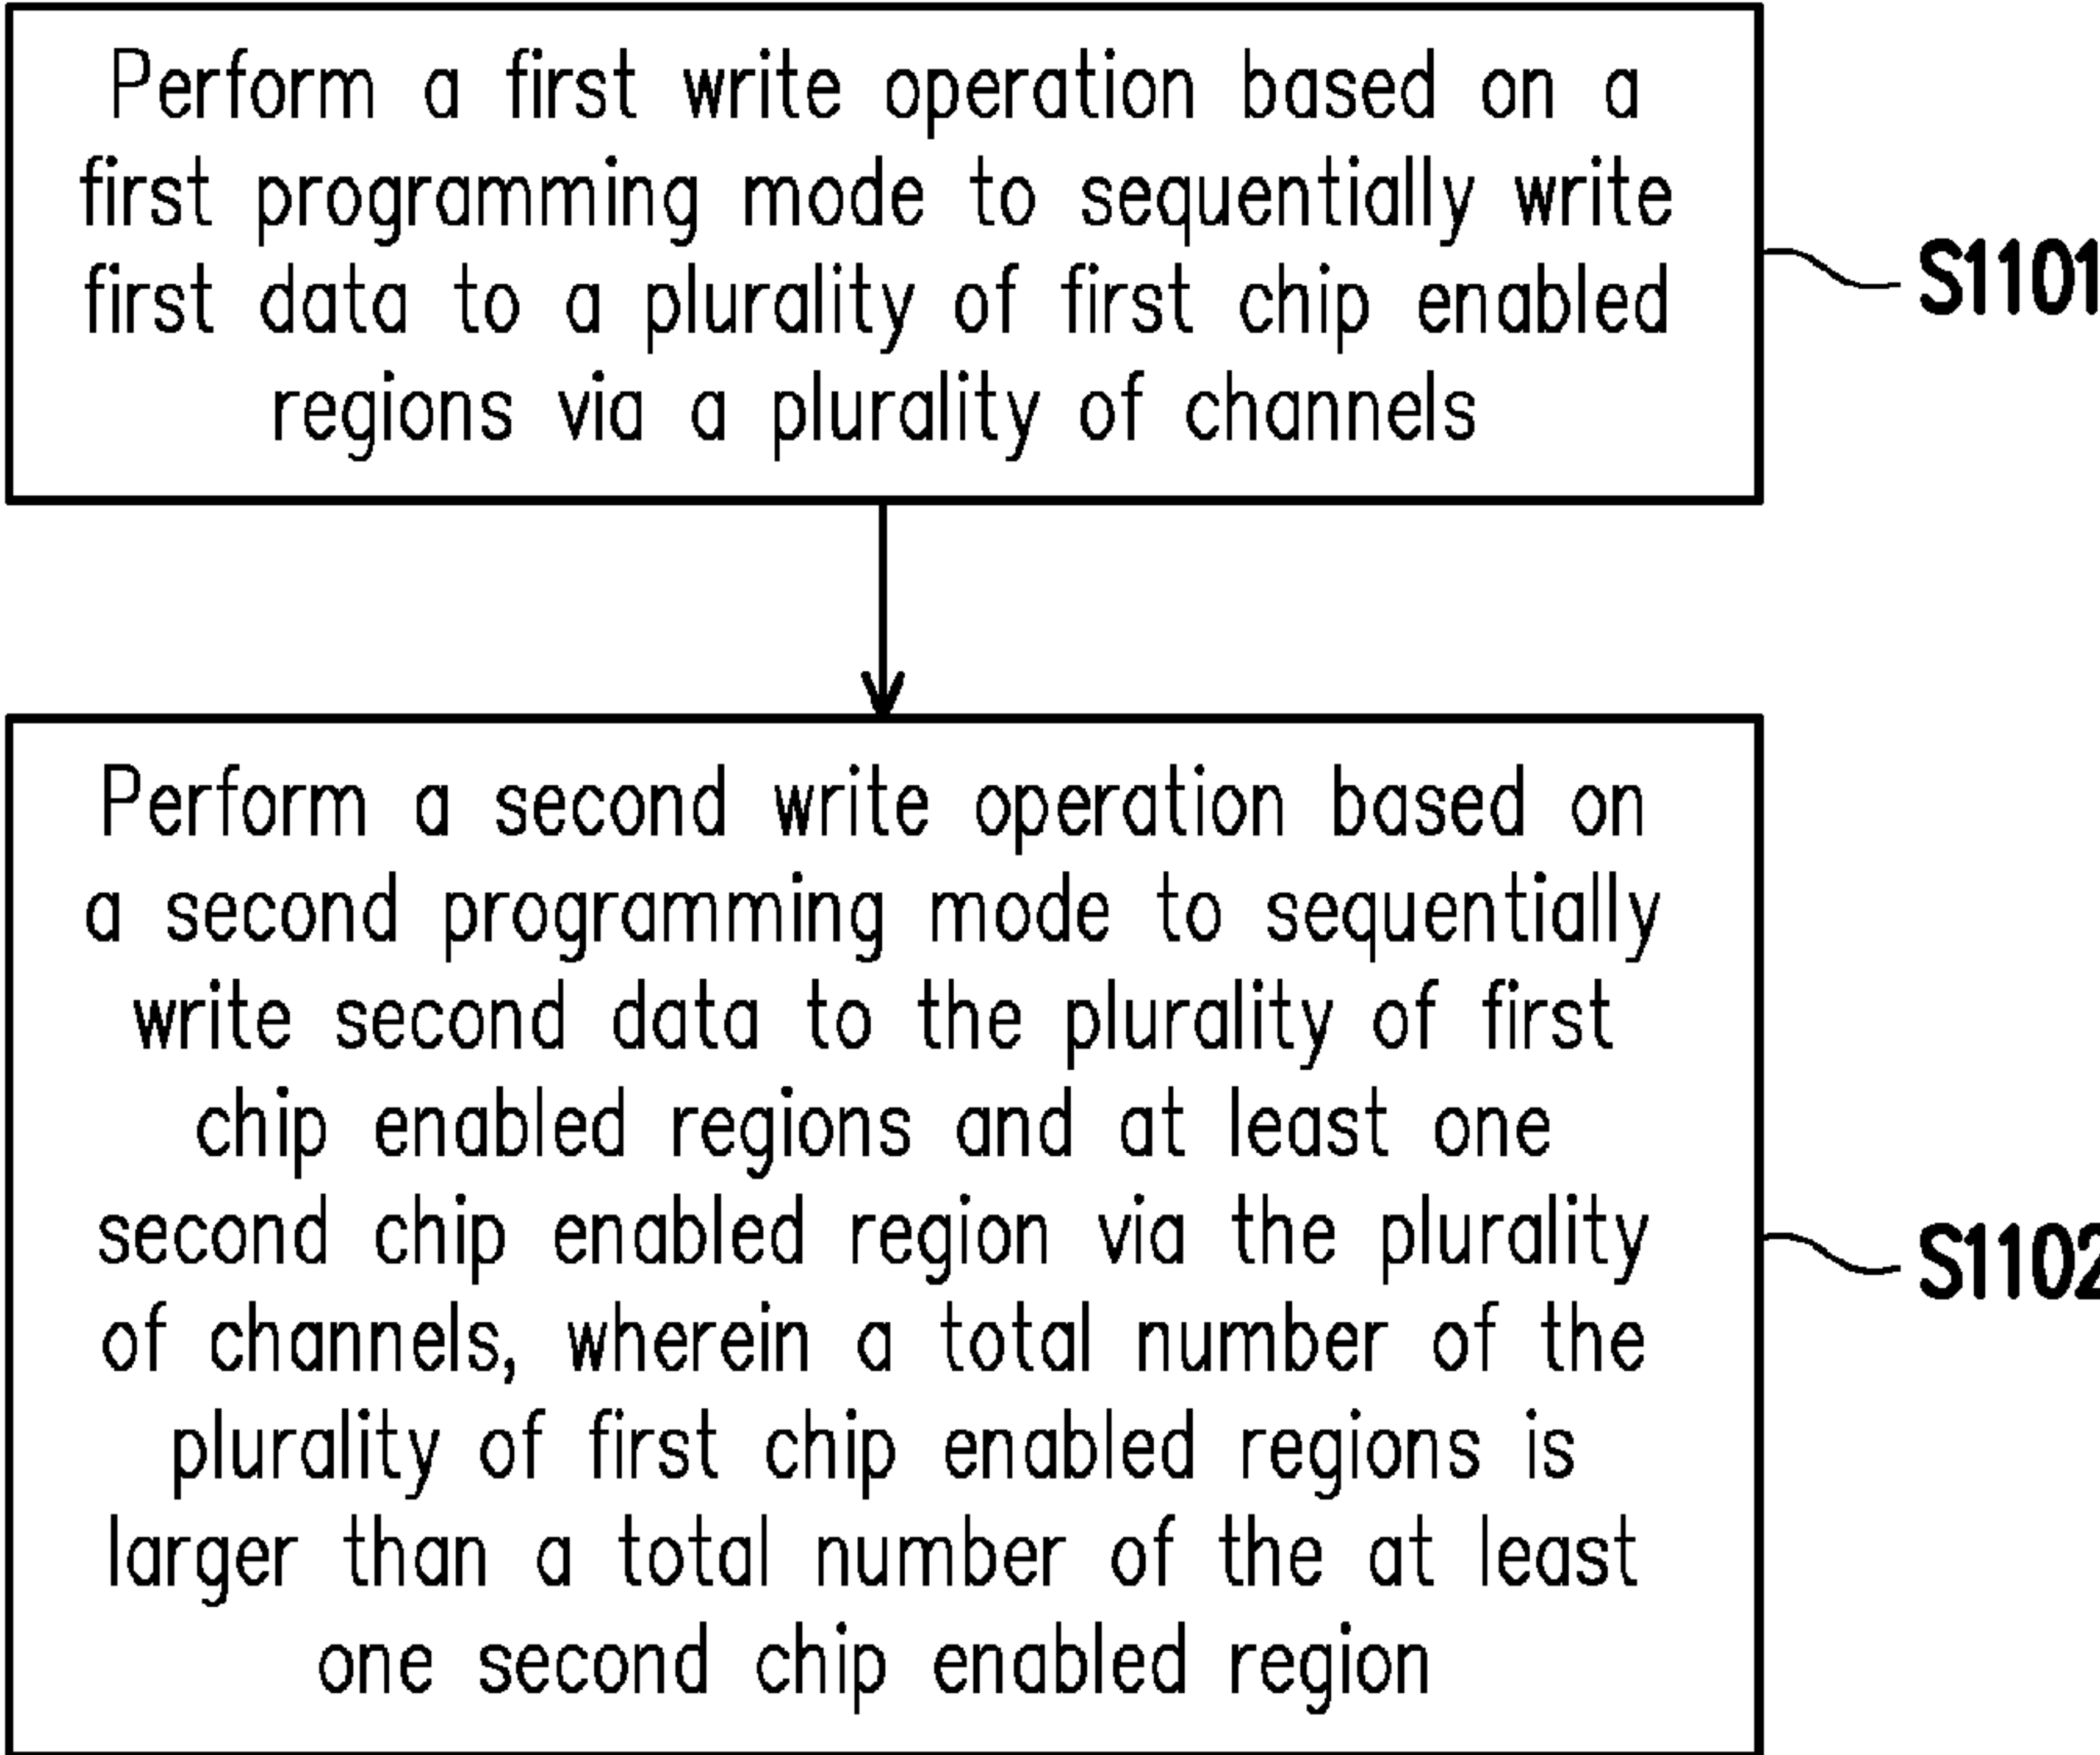 Perform a first write operation based on a
first programming mode to sequentially write
first data to a plurality of first chip enabled
regions via a plurality of channels
S1101
Perform a second write operation based on
a second programming mode to sequentially
write second data to the plurality of first
chip enabled regions and at least one
second chip enabled region via the plurality
of channels, wherein a total number of the
plurality of first chip enabled regions is
larger than a total number of the at least
one second chip enabled region
S1102